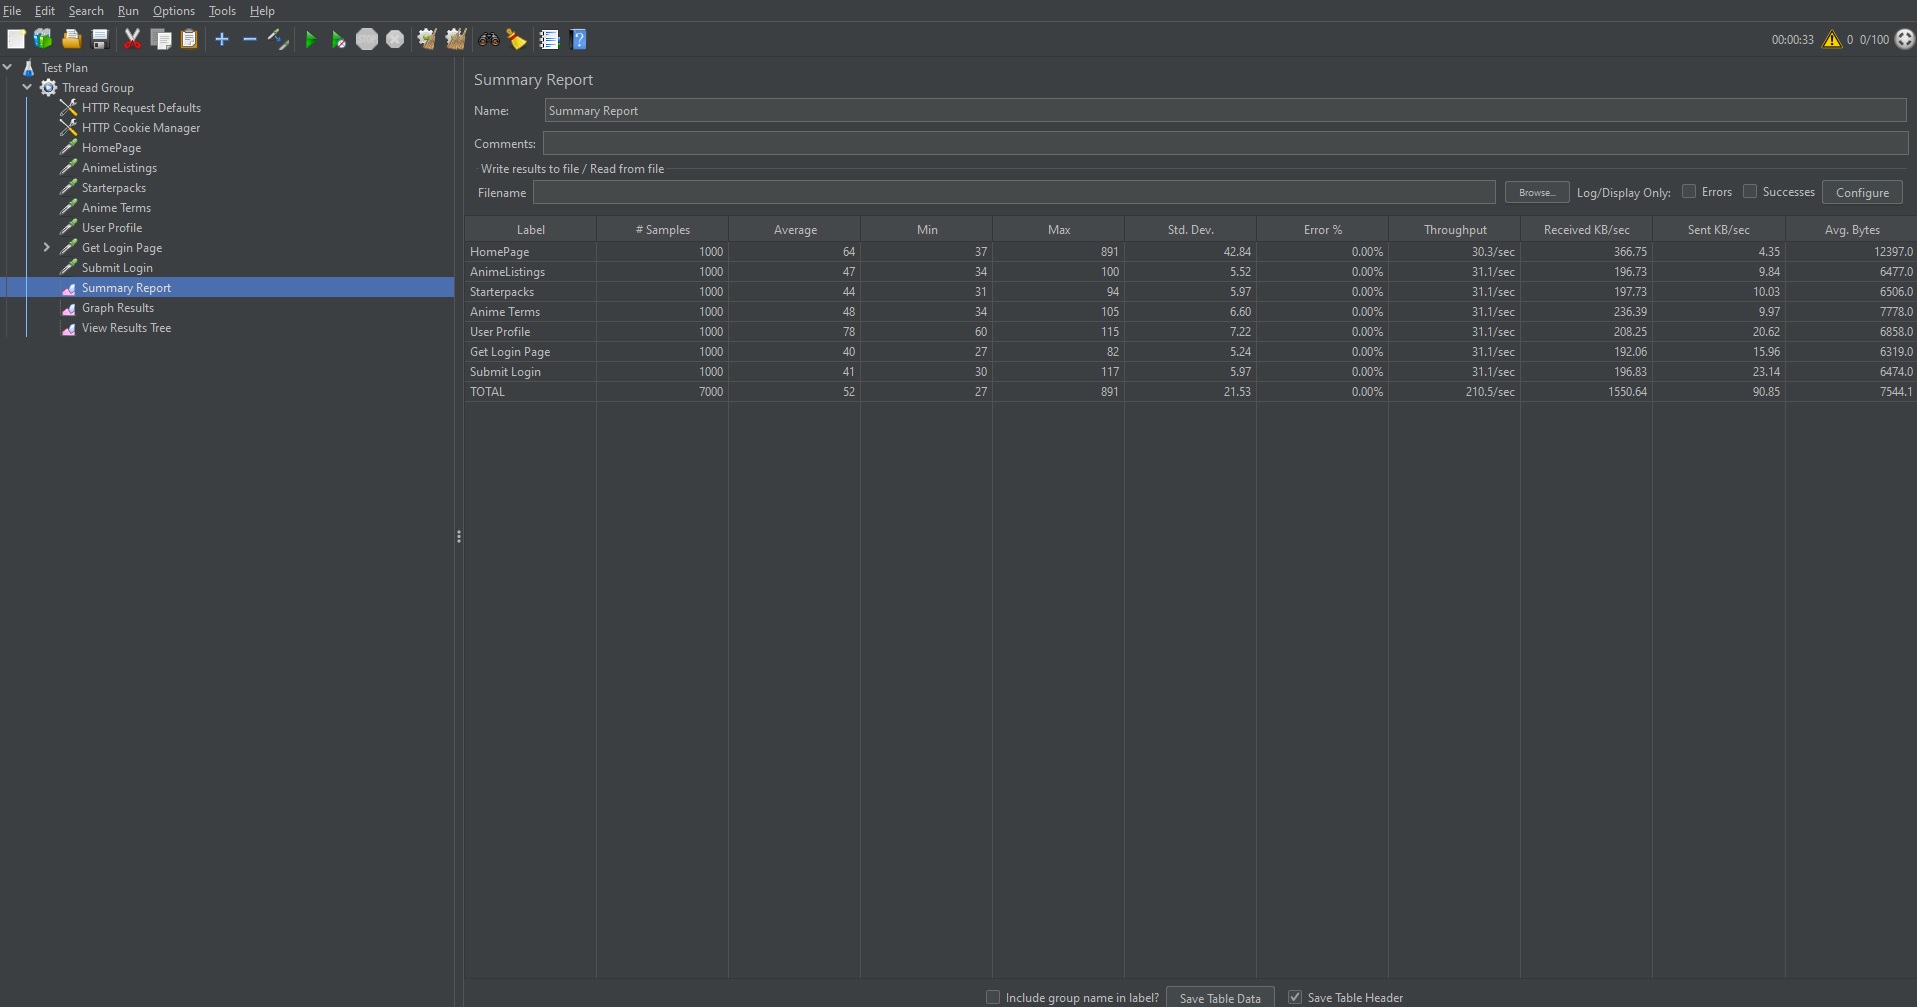 File Edit Search Run Options Tools Help
00:00:33 0 0/100
Test Plan
Thread Group
HTTP Request Defaults
HTTP Cookie Manager
HomePage
AnimeListings
Starterpacks
Anime Terms
User Profile
Get Login Page
Submit Login
Summary Report
Graph Results
View Results Tree
Summary Report
Name: Summary Report
Comments:
Write results to file / Read from file
Filename Browse... Log/Display Only: Errors Successes Configure
Label # Samples Average Min Max Std. Dev. Error % Throughput Received KB/sec Sent KB/sec Avg. Bytes
HomePage 1000 64 37 891 42.84 0.00% 30.3/sec 366.75 4.35 12397.0
AnimeListings 1000 47 34 100 5.52 0.00% 31.1/sec 196.73 9.84 6477.0
Starterpacks 1000 44 31 94 5.97 0.00% 31.1/sec 197.73 10.03 6506.0
Anime Terms 1000 48 34 105 6.60 0.00% 31.1/sec 236.39 9.97 7778.0
User Profile 1000 78 60 115 7.22 0.00% 31.1/sec 208.25 20.62 6858.0
Get Login Page 1000 40 27 82 5.24 0.00% 31.1/sec 192.06 15.96 6319.0
Submit Login 1000 41 30 117 5.97 0.00% 31.1/sec 196.83 23.14 6474.0
TOTAL 7000 52 27 891 21.53 0.00% 210.5/sec 1550.64 90.85 7544.1
Include group name in label? Save Table Data Save Table Header